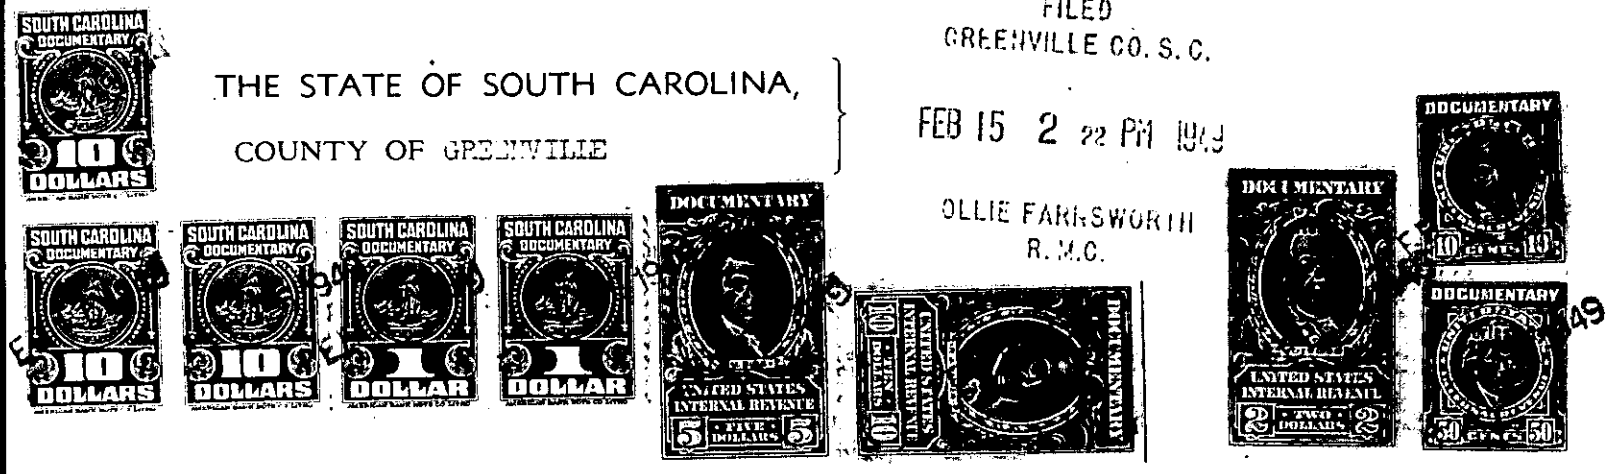 SOUTH CAROLINA
DOCUMENTARY
10
DOLLARS
THE STATE OF SOUTH CAROLINA,
COUNTY OF GREENVILLE
FILED
GREENVILLE CO. S. C.
FEB 15 2 22 PM 1949
OLLIE FARNSWORTH
R. M. C.
SOUTH CAROLINA
DOCUMENTARY
10
DOLLARS
SOUTH CAROLINA
DOCUMENTARY
10
DOLLARS
SOUTH CAROLINA
DOCUMENTARY
1
DOLLAR
SOUTH CAROLINA
DOCUMENTARY
1
DOLLAR
DOCUMENTARY
UNITED STATES
INTERNAL REVENUE
5 FIVE DOLLARS 5
DOCUMENTARY
UNITED STATES
INTERNAL REVENUE
10 TEN DOLLARS 10
DOCUMENTARY
UNITED STATES
INTERNAL REVENUE
2 TWO DOLLARS 2
DOCUMENTARY
10 CENTS 10
DOCUMENTARY
50 CENTS 50
49